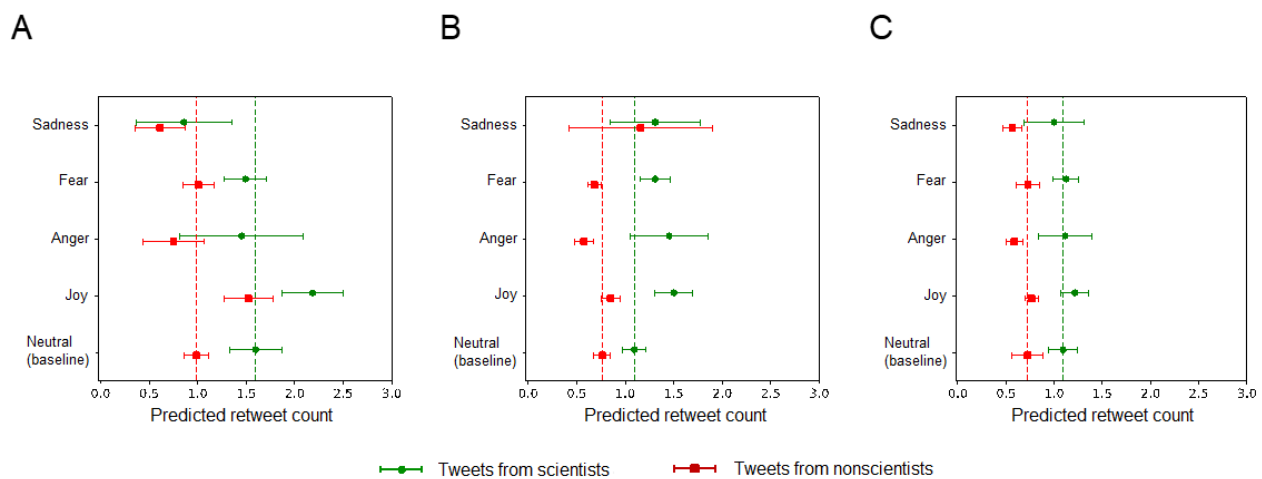 A
B
C
Sadness
Fear
Anger
Joy
Neutral
(baseline)
0.0 0.5 1.0 1.5 2.0 2.5 3.0
Predicted retweet count
Sadness
Fear
Anger
Joy
Neutral
(baseline)
0.0 0.5 1.0 1.5 2.0 2.5 3.0
Predicted retweet count
Sadness
Fear
Anger
Joy
Neutral
(baseline)
0.0 0.5 1.0 1.5 2.0 2.5 3.0
Predicted retweet count
Tweets from scientists
Tweets from nonscientists